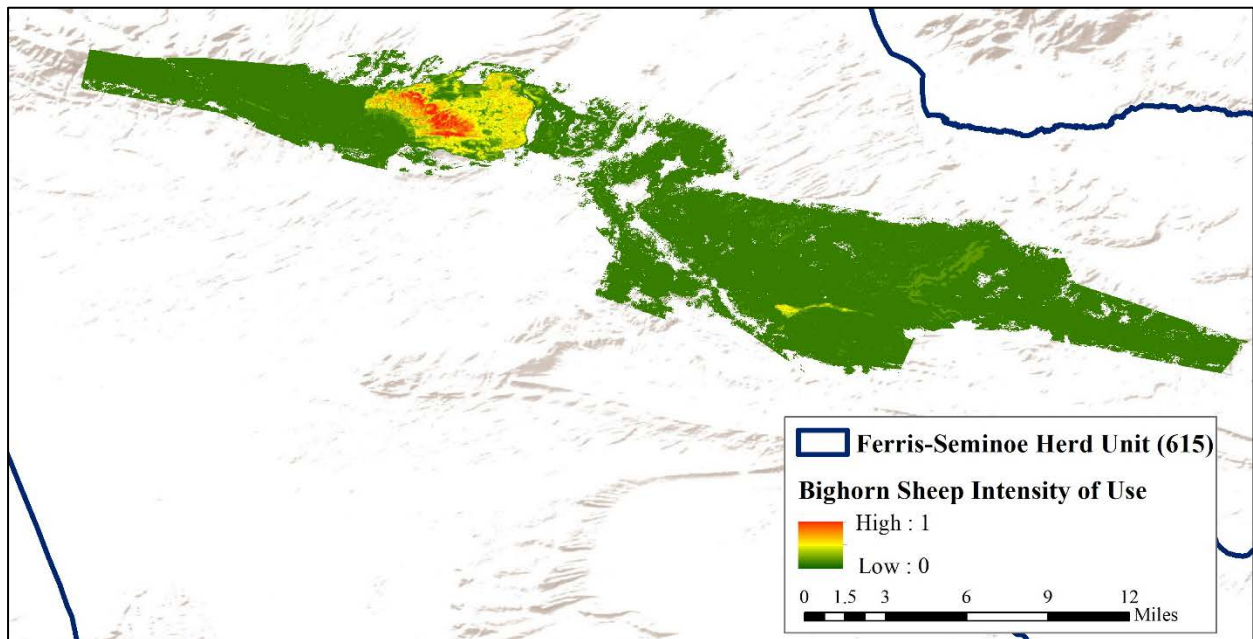 Ferris-Seminoe Herd Unit (615)
Bighorn Sheep Intensity of Use
High : 1
Low : 0
0 1.5 3 6 9 12
Miles